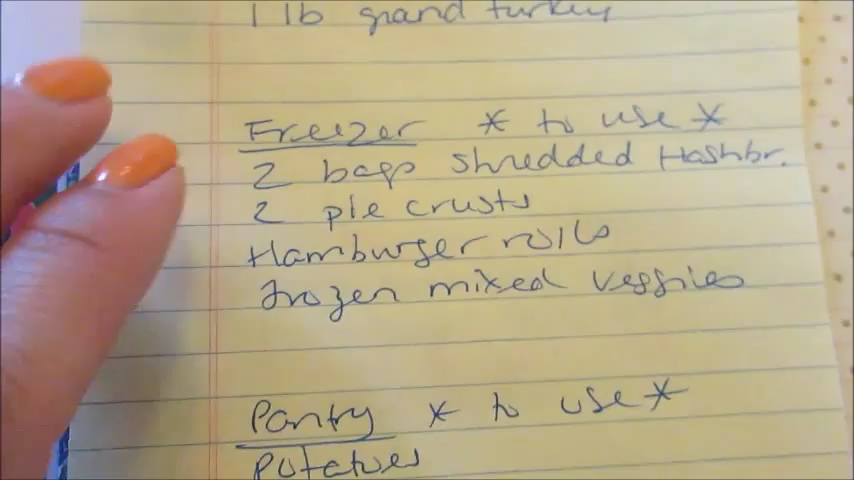 1 lb grand turkey
Freezer * to use *
2 bags shredded Hashbr.
2 pie crusts
Hamburger rolls
frozen mixed veggies
Pantry * to use *
Potatoes